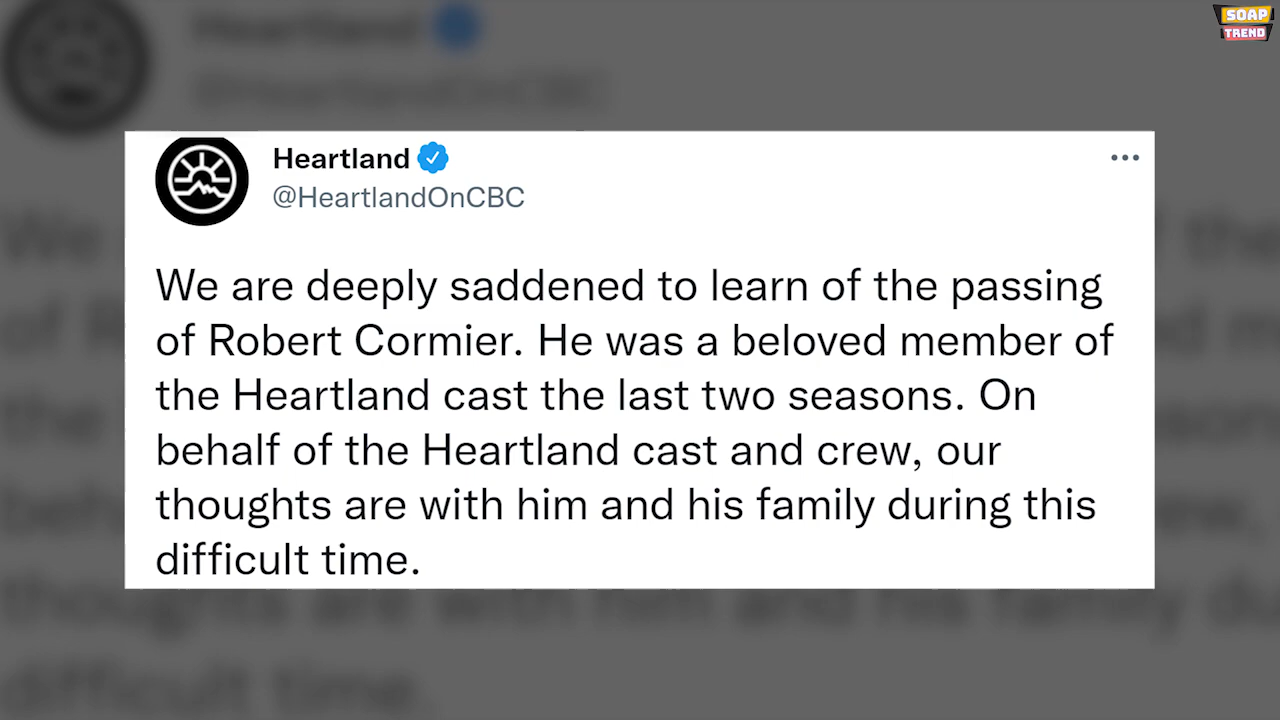 SOAP
TREND
Heartland
@HeartlandOnCBC
We are deeply saddened to learn of the passing
of Robert Cormier. He was a beloved member of
the Heartland cast the last two seasons. On
behalf of the Heartland cast and crew, our
thoughts are with him and his family during this
difficult time.